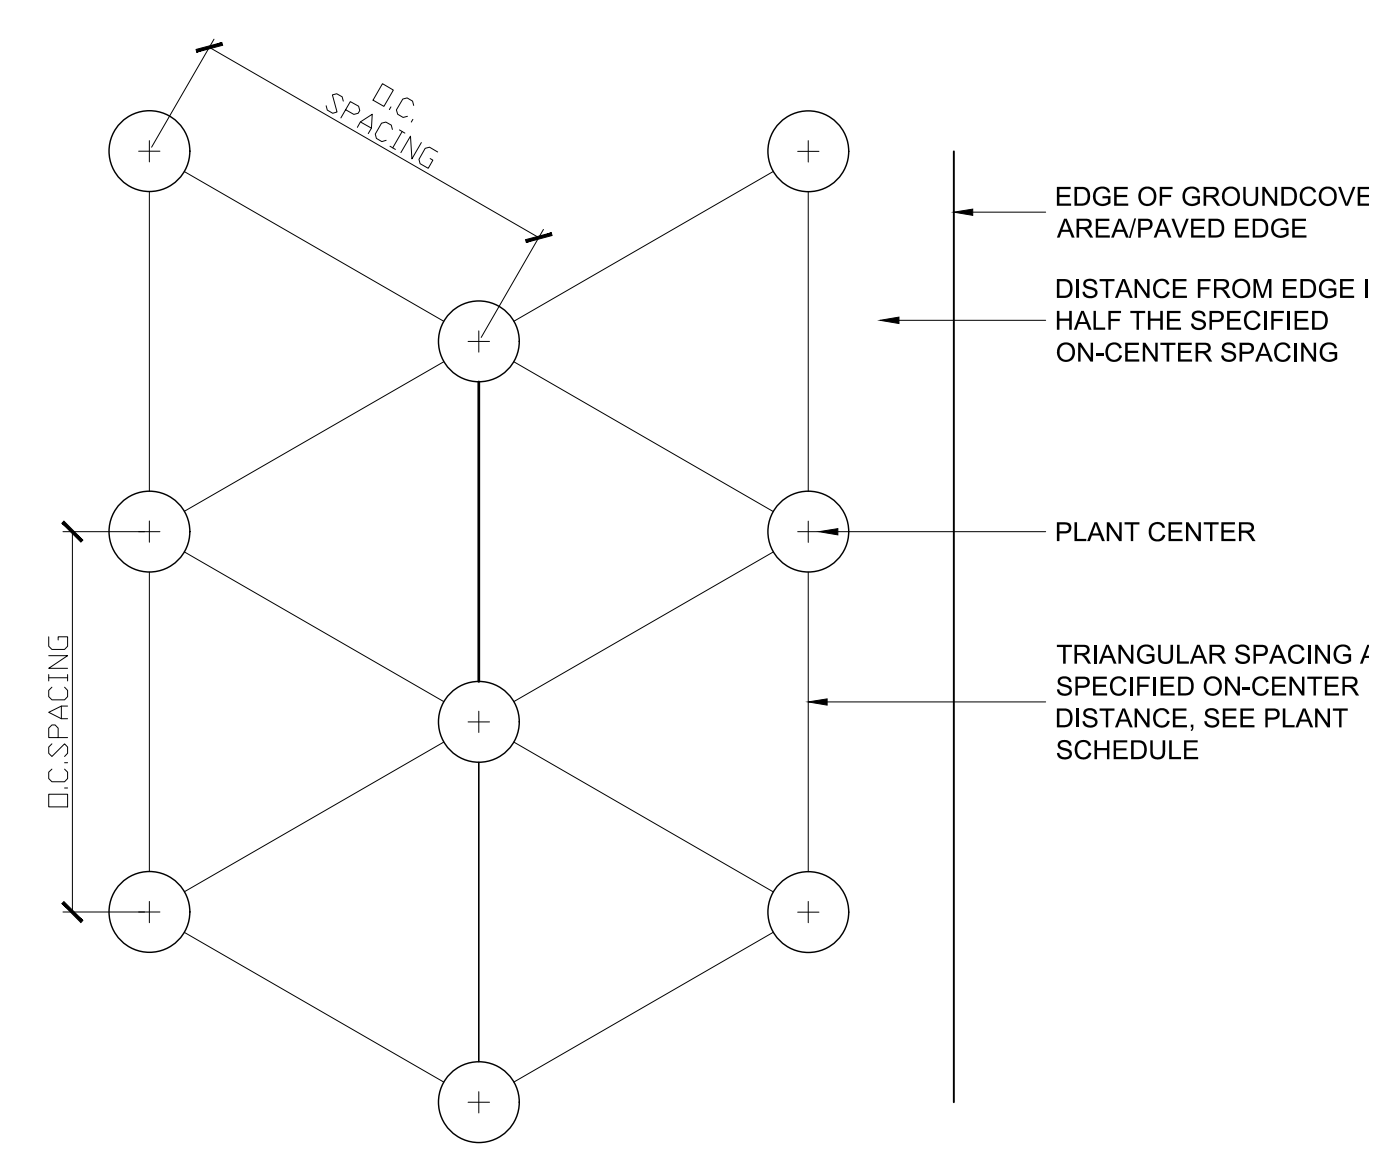 O.C.
SPACING
EDGE OF GROUNDCOVE
AREA/PAVED EDGE
DISTANCE FROM EDGE I
HALF THE SPECIFIED
ON-CENTER SPACING
PLANT CENTER
O.C.SPACING
TRIANGULAR SPACING A
SPECIFIED ON-CENTER
DISTANCE, SEE PLANT
SCHEDULE